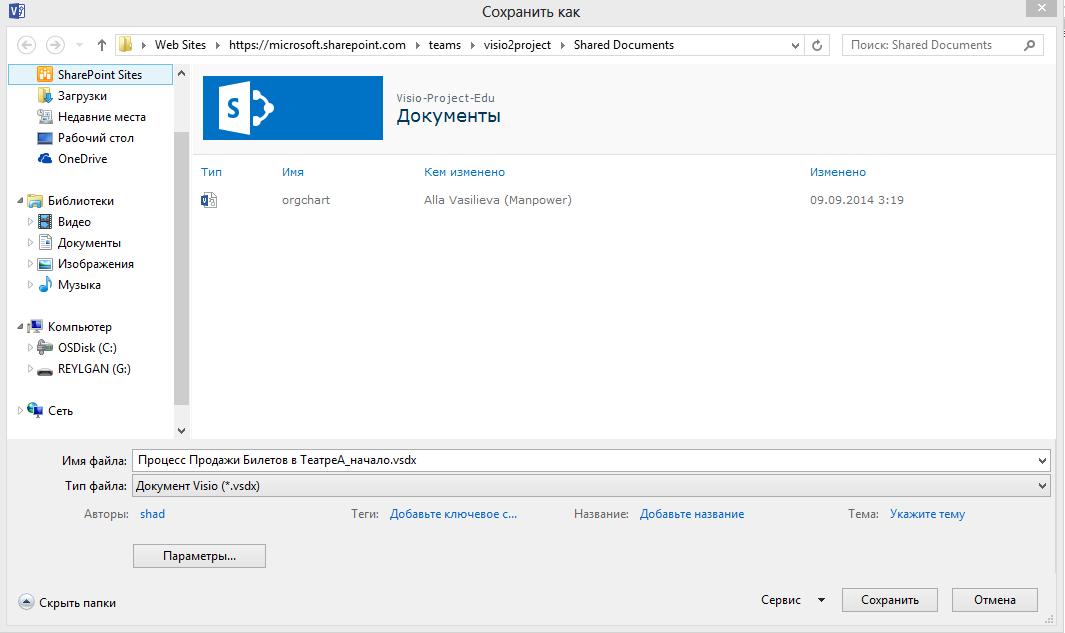 Сохранить как
Web Sites https://microsoft.sharepoint.com teams visio2project Shared Documents Поиск: Shared Documents
SharePoint Sites
Загрузки
Недавние места
Рабочий стол
OneDrive
Библиотеки
Видео
Документы
Изображения
Музыка
Компьютер
OSDisk (C:)
REYLGAN (G:)
Сеть
S
Visio-Project-Edu
Документы
Тип Имя Кем изменено Изменено
orgchart Alla Vasilieva (Manpower) 09.09.2014 3:19
Имя файла: Процесс Продажи Билетов в ТеатреА_начало.vsdx
Тип файла: Документ Visio (*.vsdx)
Авторы: shad Теги: Добавьте ключевое с... Название: Добавьте название Тема: Укажите тему
Параметры...
Скрыть папки Сервис Сохранить Отмена